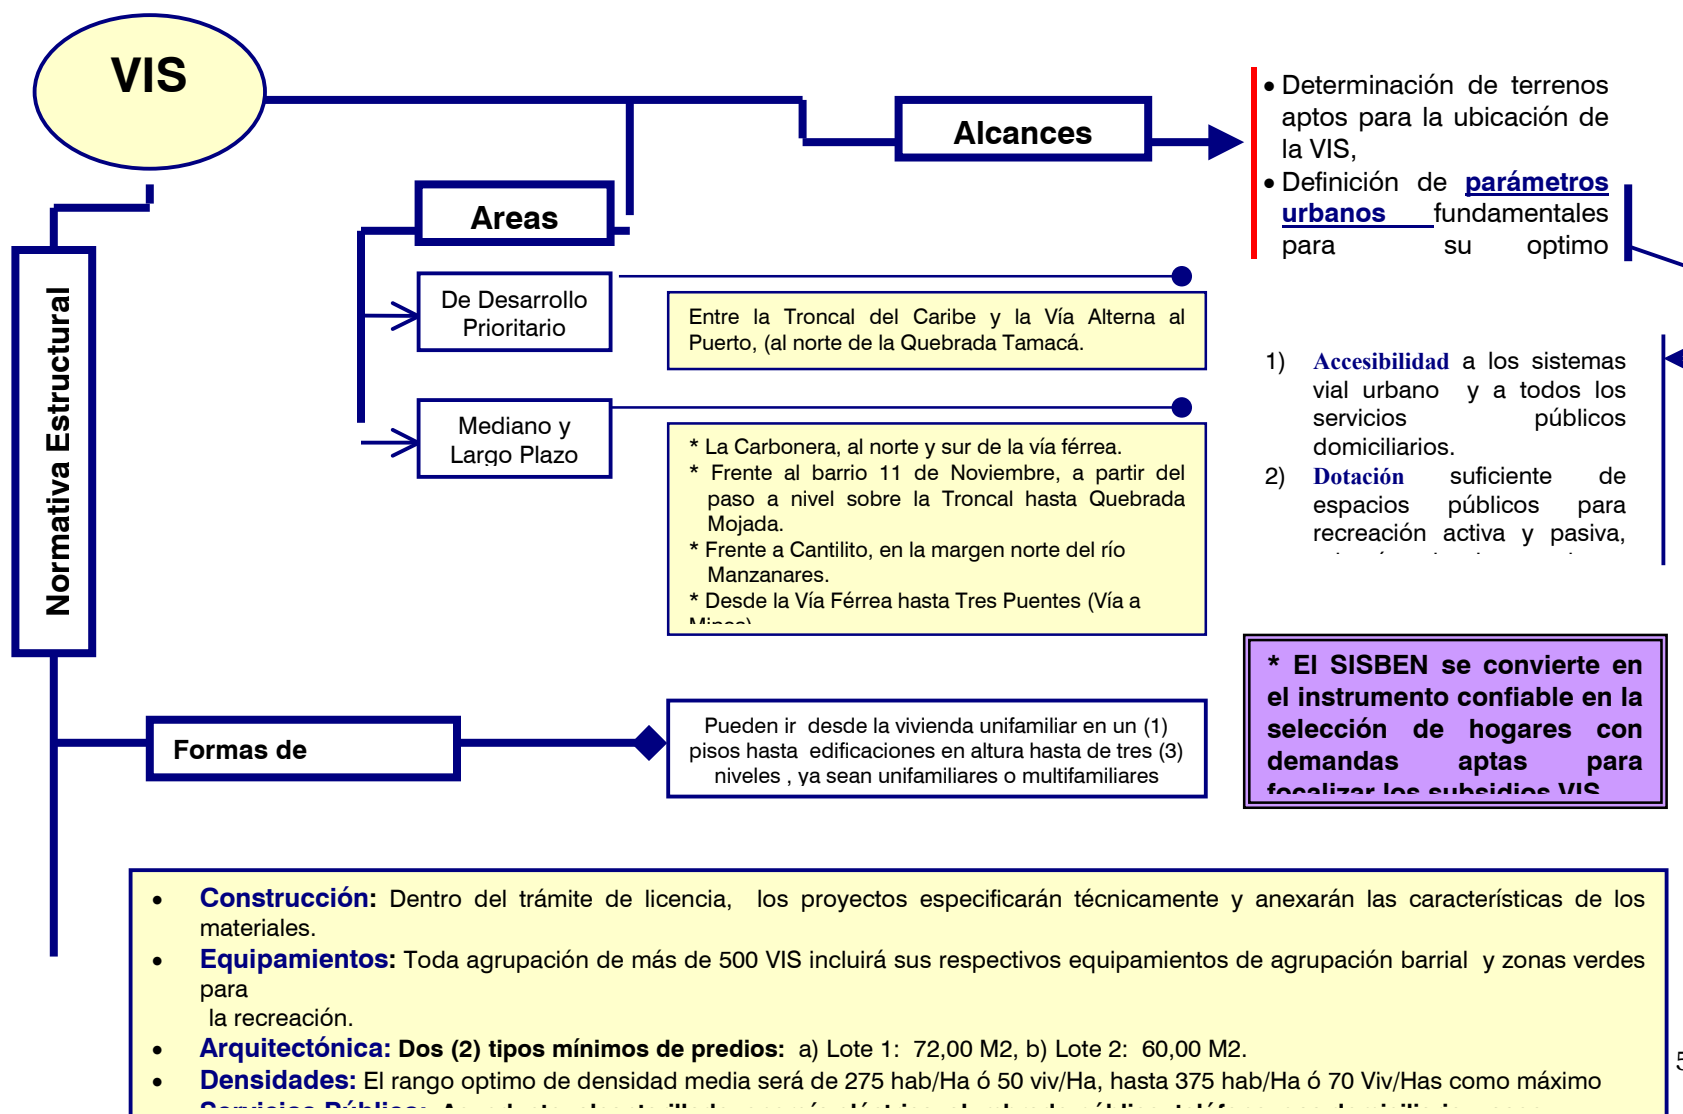 VIS
Alcances
• Determinación de terrenos
aptos para la ubicación de
la VIS,
• Definición de parámetros
urbanos fundamentales
para su optimo
Areas
De Desarrollo
Prioritario
Entre la Troncal del Caribe y la Vía Alterna al
Puerto, (al norte de la Quebrada Tamacá.
Mediano y
Largo Plazo
* La Carbonera, al norte y sur de la vía férrea.
* Frente al barrio 11 de Noviembre, a partir del
paso a nivel sobre la Troncal hasta Quebrada
Mojada.
* Frente a Cantilito, en la margen norte del río
Manzanares.
* Desde la Vía Férrea hasta Tres Puentes (Vía a
1) Accesibilidad a los sistemas
vial urbano y a todos los
servicios públicos
domiciliarios.
2) Dotación suficiente de
espacios públicos para
recreación activa y pasiva,
Normativa Estructural
* El SISBEN se convierte en
el instrumento confiable en la
selección de hogares con
demandas aptas para
focalizar los subsidios VIS
Formas de
Pueden ir desde la vivienda unifamiliar en un (1)
pisos hasta edificaciones en altura hasta de tres (3)
niveles , ya sean unifamiliares o multifamiliares
• Construcción: Dentro del trámite de licencia, los proyectos especificarán técnicamente y anexarán las características de los
materiales.
• Equipamientos: Toda agrupación de más de 500 VIS incluirá sus respectivos equipamientos de agrupación barrial y zonas verdes
para
la recreación.
• Arquitectónica: Dos (2) tipos mínimos de predios: a) Lote 1: 72,00 M2, b) Lote 2: 60,00 M2.
• Densidades: El rango optimo de densidad media será de 275 hab/Ha ó 50 viv/Ha, hasta 375 hab/Ha ó 70 Viv/Has como máximo
5